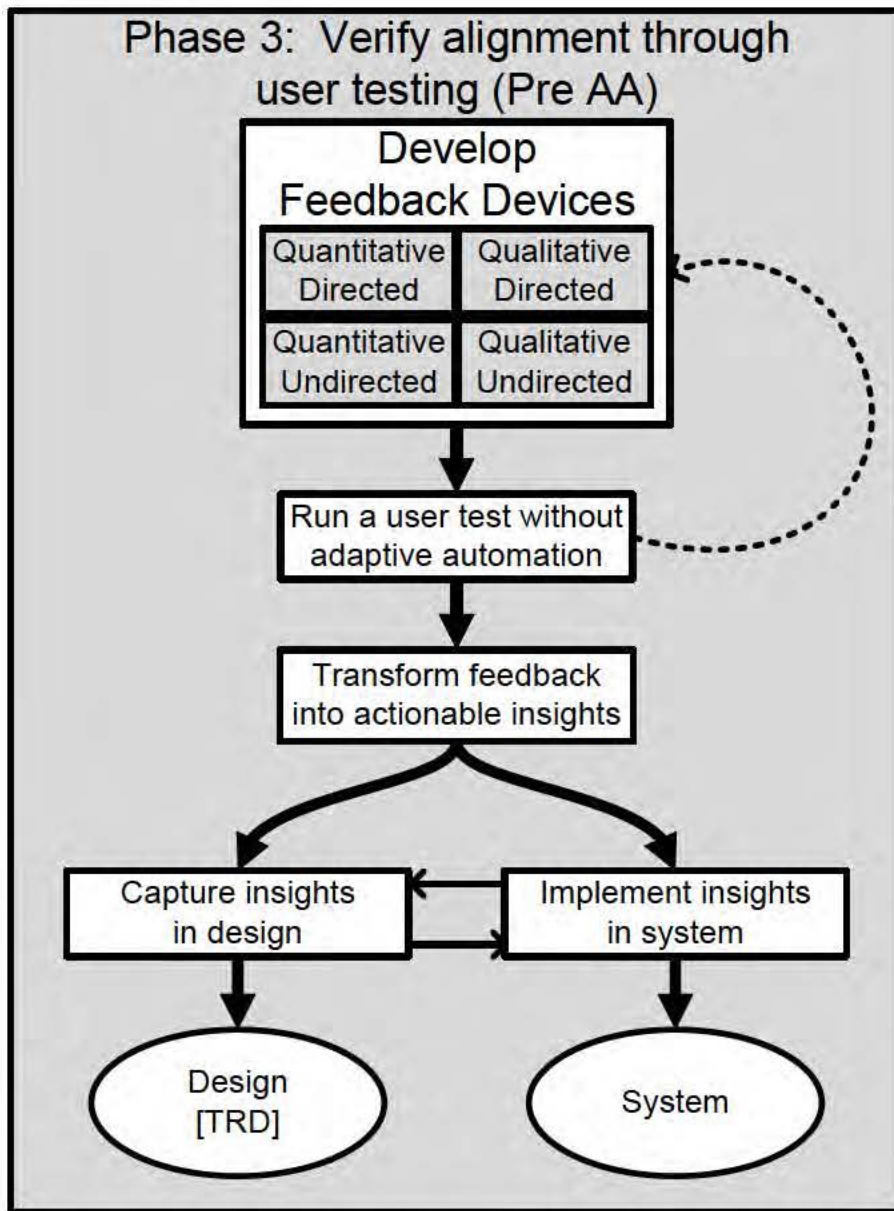 Phase 3:  Verify alignment through
user testing (Pre AA)
Develop
Feedback Devices
Quantitative
Directed
Qualitative
Directed
Quantitative
Undirected
Qualitative
Undirected
Run a user test without
adaptive automation
Transform feedback
into actionable insights
Capture insights
in design
Implement insights
in system
Design
[TRD]
System